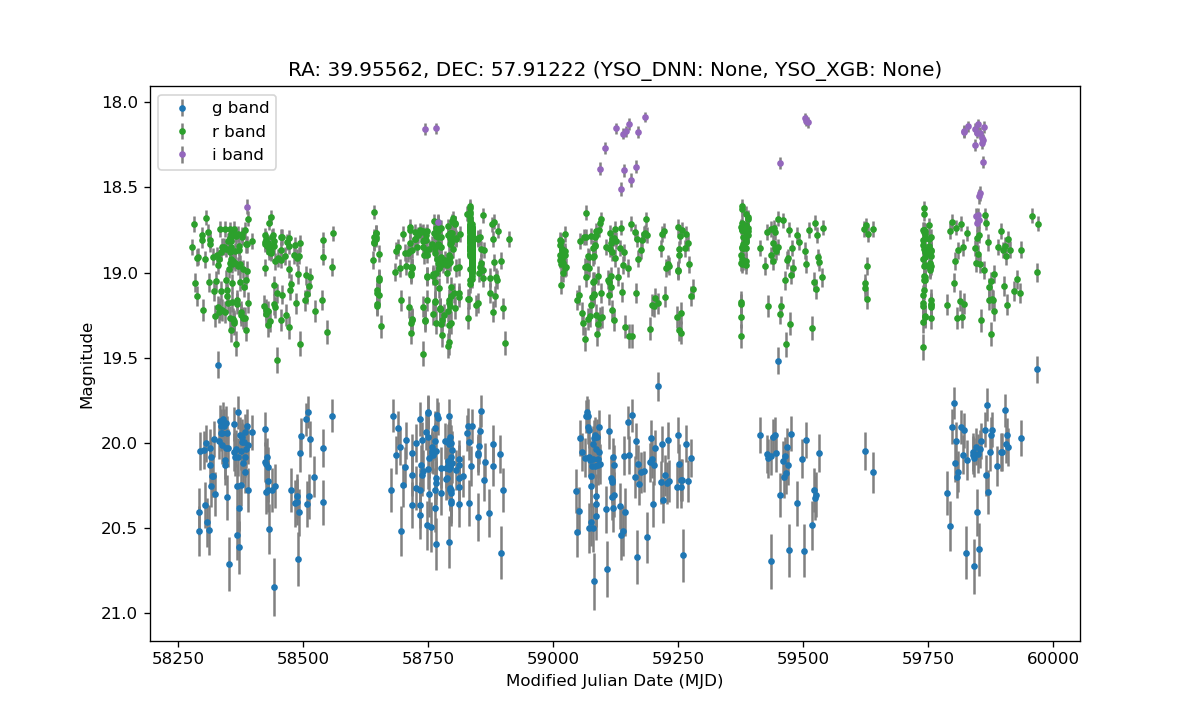 RA: 39.95562, DEC: 57.91222 (YSO_DNN: None, YSO_XGB: None)
g band
r band
i band
18.0
18.5
19.0
19.5
20.0
20.5
21.0
Magnitude
58250 58500 58750 59000 59250 59500 59750 60000
Modified Julian Date (MJD)